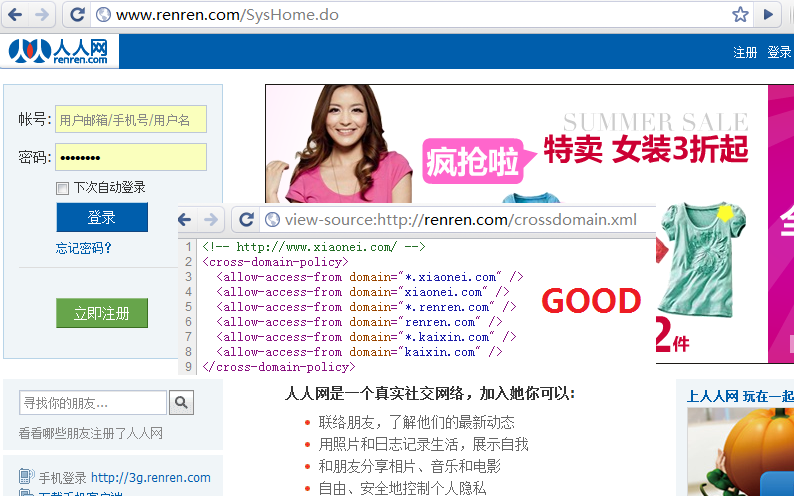 www.renren.com/SysHome.do
人人网
renren.com
注册 登录
帐号: 用户邮箱/手机号/用户名
密码: ••••••••
下次自动登录
登录
忘记密码?
立即注册
SUMMER SALE
疯抢啦
特卖 女装3折起
2件
view-source:http://renren.com/crossdomain.xml
1 <!-- http://www.xiaonei.com/ -->
2 <cross-domain-policy>
3 <allow-access-from domain="*.xiaonei.com" />
4 <allow-access-from domain="xiaonei.com" />
5 <allow-access-from domain="*.renren.com" />
6 <allow-access-from domain="renren.com" />
7 <allow-access-from domain="*.kaixin.com" />
8 <allow-access-from domain="kaixin.com" />
9 </cross-domain-policy>
GOOD
寻找你的朋友...
看看哪些朋友注册了人人网
手机登录 http://3g.renren.com
下载手机客户端
人人网是一个真实社交网络，加入她你可以:
• 联络朋友，了解他们的最新动态
• 用照片和日志记录生活，展示自我
• 和朋友分享相片、音乐和电影
• 自由、安全地控制个人隐私
上人人网 玩在一起